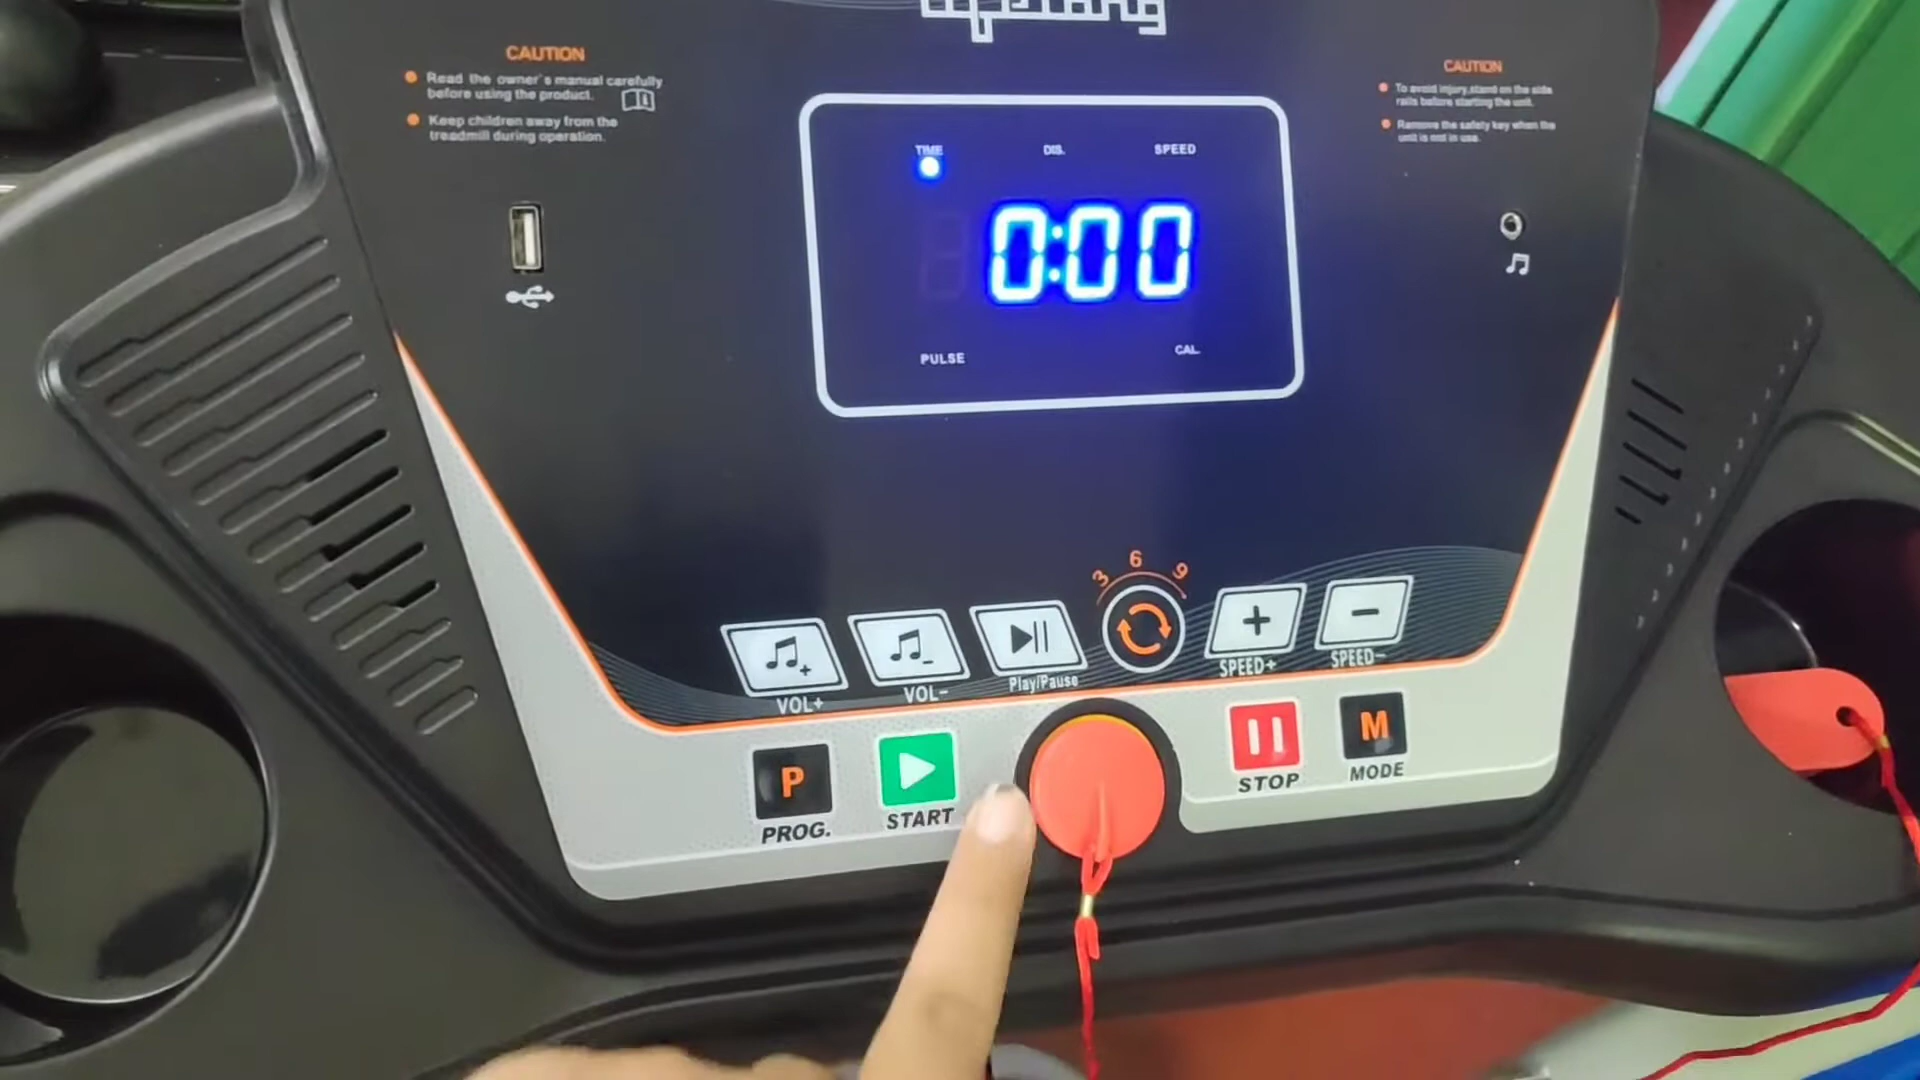 CAUTION
Read the owner's manual carefully
before using the product.
Keep children away from the
treadmill during operation.
CAUTION
To avoid injury,stand on the side
rails before starting the unit.
Remove the safety key when the
unit is not in use.
TIME DIS. SPEED
0:00
PULSE CAL.
3 6 9
VOL+ VOL- Play/Pause SPEED+ SPEED-
P M
PROG. START STOP MODE